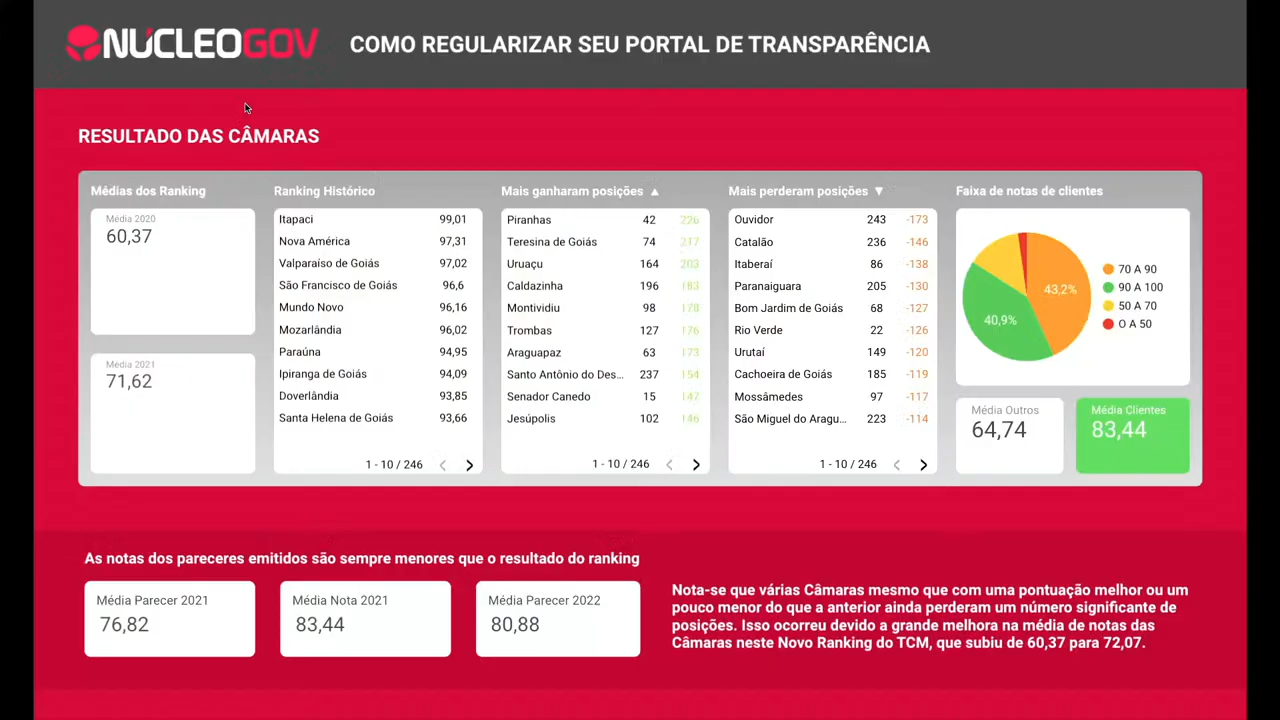 NÚCLEOGOV
COMO REGULARIZAR SEU PORTAL DE TRANSPARÊNCIA
RESULTADO DAS CÂMARAS
Médias dos Ranking
Média 2020
60,37
Média 2021
71,62
Ranking Histórico
Itapaci 99,01
Nova América 97,31
Valparaíso de Goiás 97,02
São Francisco de Goiás 96,6
Mundo Novo 96,16
Mozarlândia 96,02
Paraúna 94,95
Ipiranga de Goiás 94,09
Doverlândia 93,85
Santa Helena de Goiás 93,66
1 - 10 / 246
Mais ganharam posições ▲
Piranhas 42 226
Teresina de Goiás 74 217
Uruaçu 164 203
Caldazinha 196 183
Montividiu 98 178
Trombas 127 176
Araguapaz 63 173
Santo Antônio do Des... 237 154
Senador Canedo 15 147
Jesúpolis 102 146
1 - 10 / 246
Mais perderam posições ▼
Ouvidor 243 -173
Catalão 236 -146
Itaberaí 86 -138
Paranaiguara 205 -130
Bom Jardim de Goiás 68 -127
Rio Verde 22 -126
Urutaí 149 -120
Cachoeira de Goiás 185 -119
Mossâmedes 97 -117
São Miguel do Aragu... 223 -114
1 - 10 / 246
Faixa de notas de clientes
43,2%
40,9%
70 A 90
90 A 100
50 A 70
O A 50
Média Outros
64,74
Média Clientes
83,44
As notas dos pareceres emitidos são sempre menores que o resultado do ranking
Média Parecer 2021
76,82
Média Nota 2021
83,44
Média Parecer 2022
80,88
Nota-se que várias Câmaras mesmo que com uma pontuação melhor ou um
pouco menor do que a anterior ainda perderam um número significante de
posições. Isso ocorreu devido a grande melhora na média de notas das
Câmaras neste Novo Ranking do TCM, que subiu de 60,37 para 72,07.